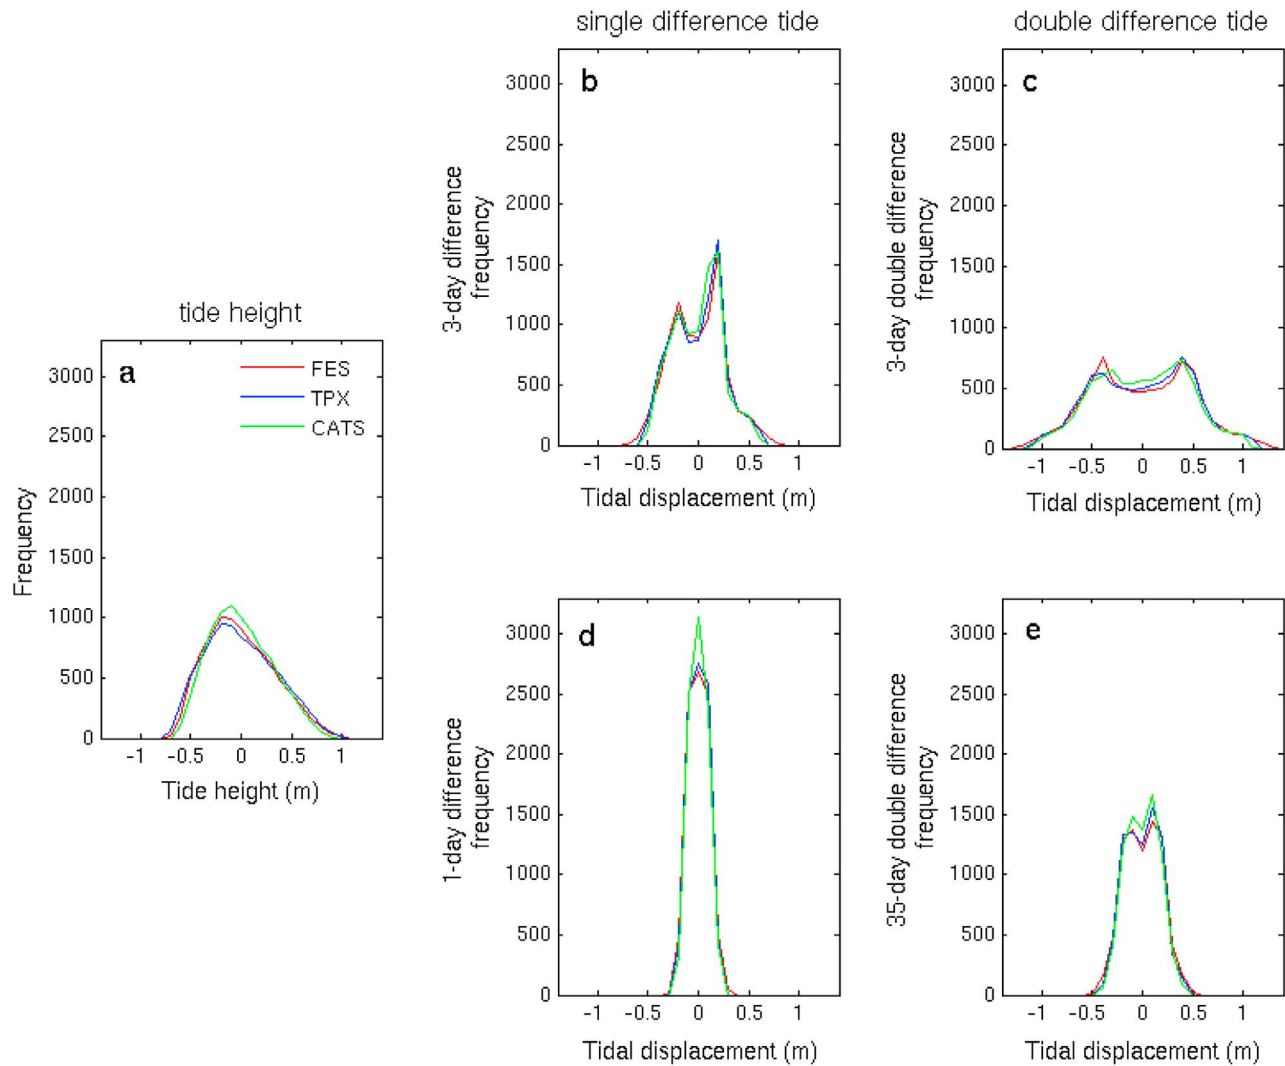 single difference tide
double difference tide
b
3000
2500
2000
1500
1000
500
0
-1
-0.5
0
0.5
1
3-day difference
frequency
Tidal displacement (m)
c
3000
2500
2000
1500
1000
500
0
-1
-0.5
0
0.5
1
3-day double difference
frequency
Tidal displacement (m)
tide height
a
FES
TPX
CATS
3000
2500
2000
1500
1000
500
0
-1
-0.5
0
0.5
1
Frequency
Tide height (m)
d
3000
2500
2000
1500
1000
500
0
-1
-0.5
0
0.5
1
1-day difference
frequency
Tidal displacement (m)
e
3000
2500
2000
1500
1000
500
0
-1
-0.5
0
0.5
1
35-day double difference
frequency
Tidal displacement (m)